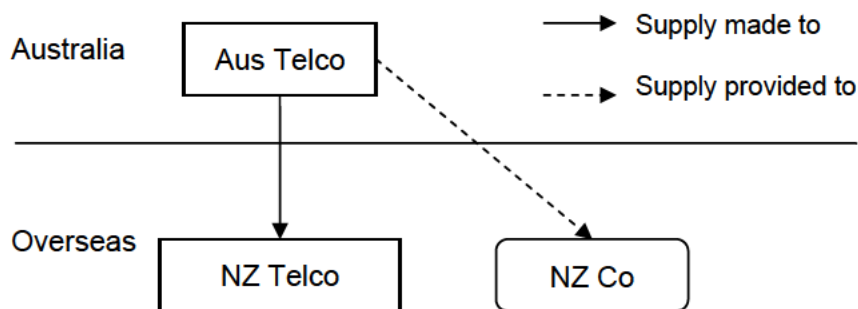 Australia
Aus Telco
Supply made to
Supply provided to
Overseas
NZ Telco
NZ Co